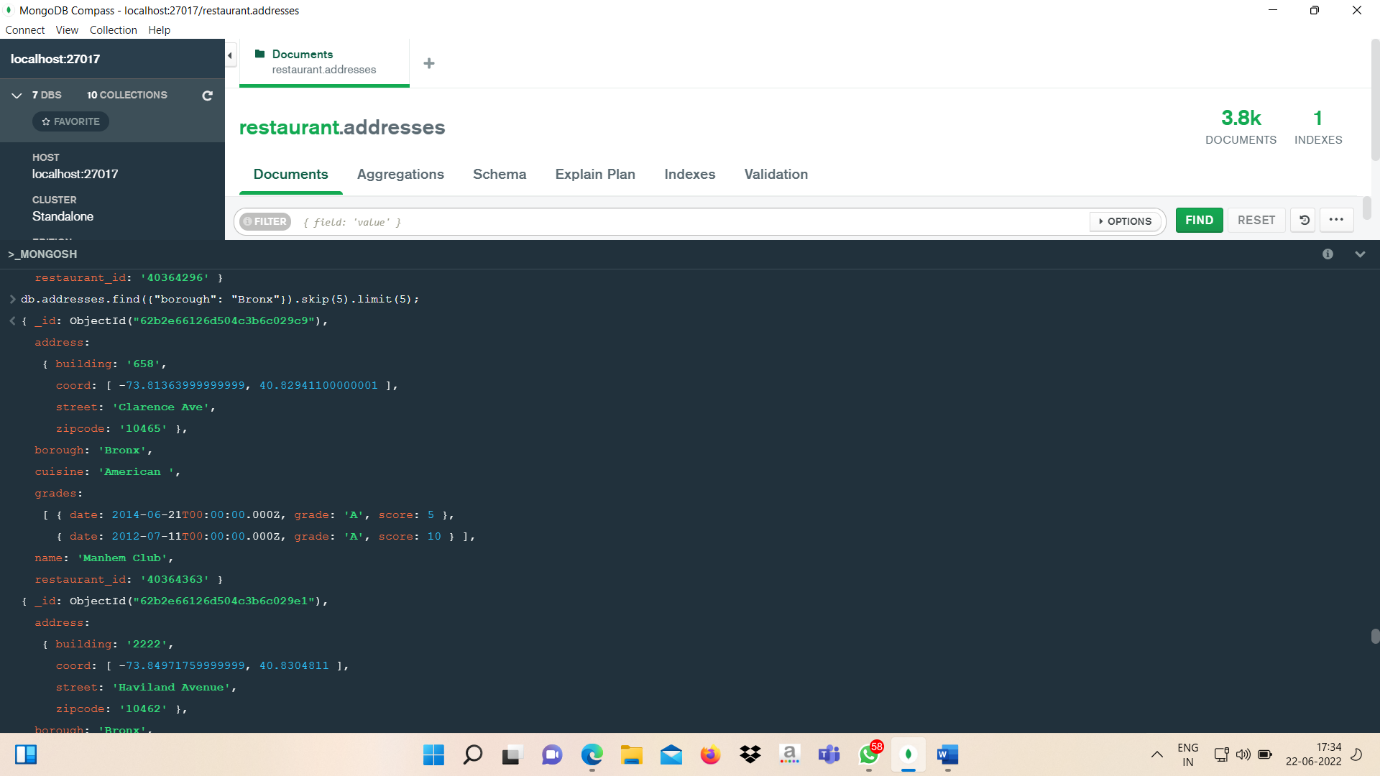 MongoDB Compass - localhost:27017/restaurant.addresses
Connect View Collection Help
localhost:27017
Documents
restaurant.addresses
7 DBS 10 COLLECTIONS
FAVORITE
restaurant.addresses
3.8k
DOCUMENTS
1
INDEXES
HOST
localhost:27017
Documents Aggregations Schema Explain Plan Indexes Validation
CLUSTER
Standalone
FILTER { field: 'value' } OPTIONS FIND RESET
>_MONGOSH
restaurant_id: '40364296' }
> db.addresses.find({"borough": "Bronx"}).skip(5).limit(5);
< { _id: ObjectId("62b2e66126d504c3b6c029c9"),
address:
{ building: '658',
coord: [ -73.81363999999999, 40.82941100000001 ],
street: 'Clarence Ave',
zipcode: '10465' },
borough: 'Bronx',
cuisine: 'American ',
grades:
[ { date: 2014-06-21T00:00:00.000Z, grade: 'A', score: 5 },
{ date: 2012-07-11T00:00:00.000Z, grade: 'A', score: 10 } ],
name: 'Manhem Club',
restaurant_id: '40364363' }
{ _id: ObjectId("62b2e66126d504c3b6c029e1"),
address:
{ building: '2222',
coord: [ -73.84971759999999, 40.8304811 ],
street: 'Haviland Avenue',
zipcode: '10462' },
borough: 'Bronx',
58
ENG
IN
17:34
22-06-2022